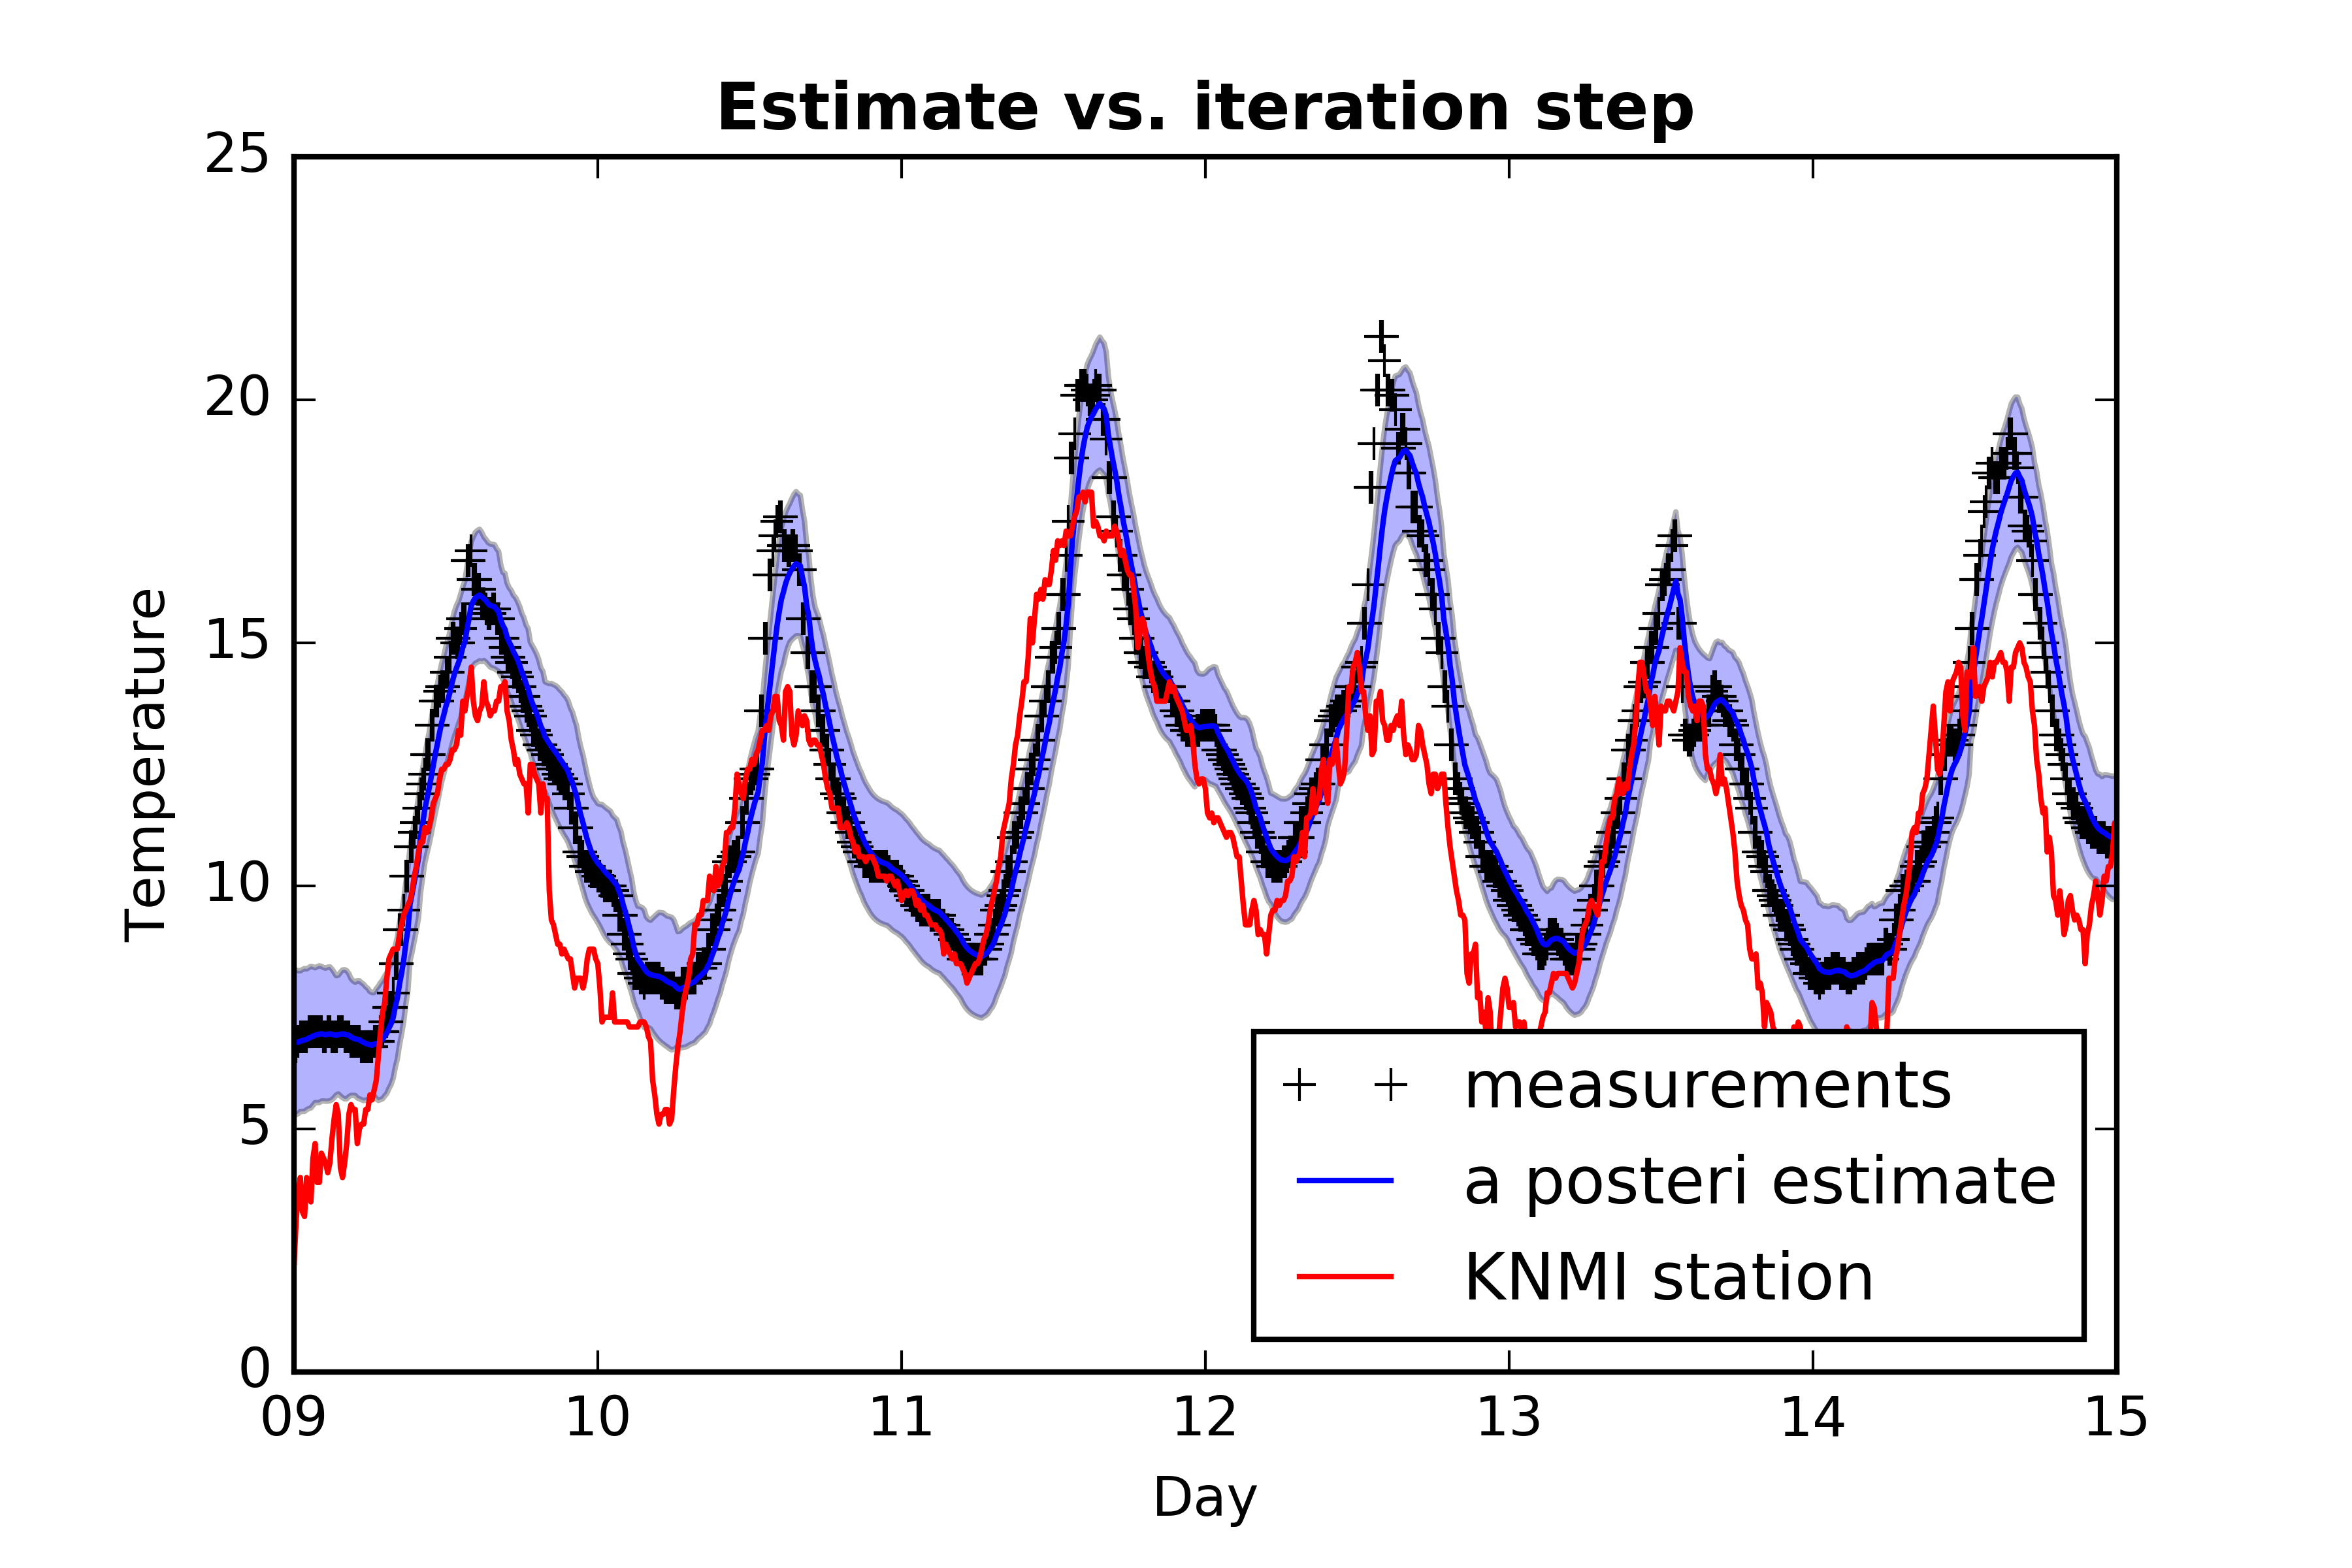 Estimate vs. iteration step
25
20
15
10
5
0
Temperature
measurements
a posteri estimate
KNMI station
09 10 11 12 13 14 15
Day